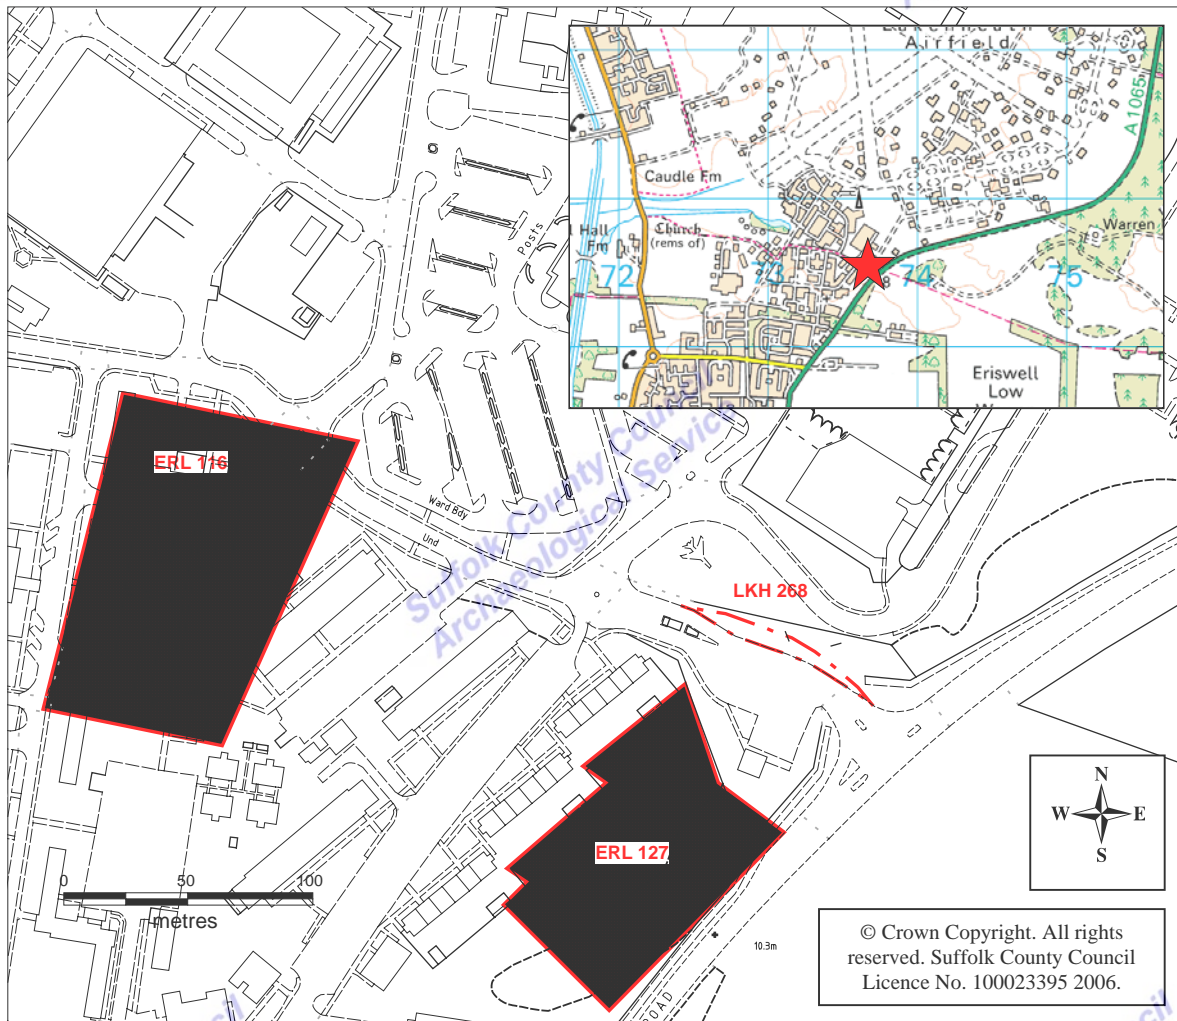 Airfield
A1065
Caudle Fm
Church
(rems of)
Hall
Fm
Warren
72
73
74
75
Eriswell
Low
Posts
ERL 116
Ward Bdy
Und
Suffolk County Council
Archaeological Service
LKH 268
ERL 127
0 50 100
metres
10.3m
ROAD
N
W E
S
© Crown Copyright. All rights
reserved. Suffolk County Council
Licence No. 100023395 2006.